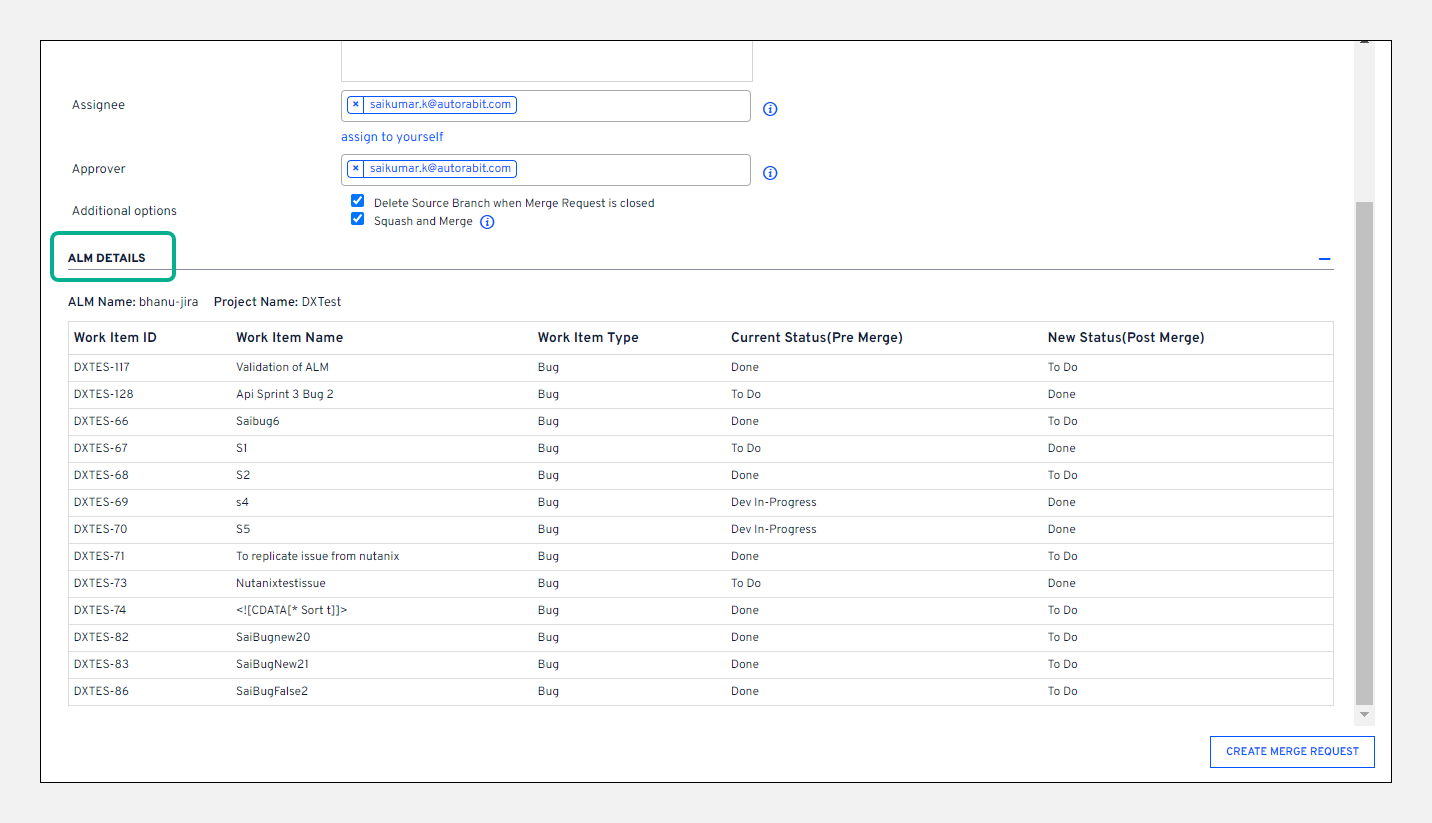 Assignee
× saikumar.k@autorabit.com
assign to yourself
Approver
× saikumar.k@autorabit.com
Additional options
Delete Source Branch when Merge Request is closed
Squash and Merge
ALM DETAILS
ALM Name: bhanu-jira Project Name: DXTest
Work Item ID Work Item Name Work Item Type Current Status(Pre Merge) New Status(Post Merge)
DXTES-117 Validation of ALM Bug Done To Do
DXTES-128 Api Sprint 3 Bug 2 Bug To Do Done
DXTES-66 Saibug6 Bug Done To Do
DXTES-67 S1 Bug To Do Done
DXTES-68 S2 Bug Done To Do
DXTES-69 s4 Bug Dev In-Progress Done
DXTES-70 S5 Bug Dev In-Progress Done
DXTES-71 To replicate issue from nutanix Bug Done To Do
DXTES-73 Nutanixtestissue Bug To Do Done
DXTES-74 <![CDATA[* Sort t]]> Bug Done To Do
DXTES-82 SaiBugnew20 Bug Done To Do
DXTES-83 SaiBugNew21 Bug Done To Do
DXTES-86 SaiBugFalse2 Bug Done To Do
CREATE MERGE REQUEST